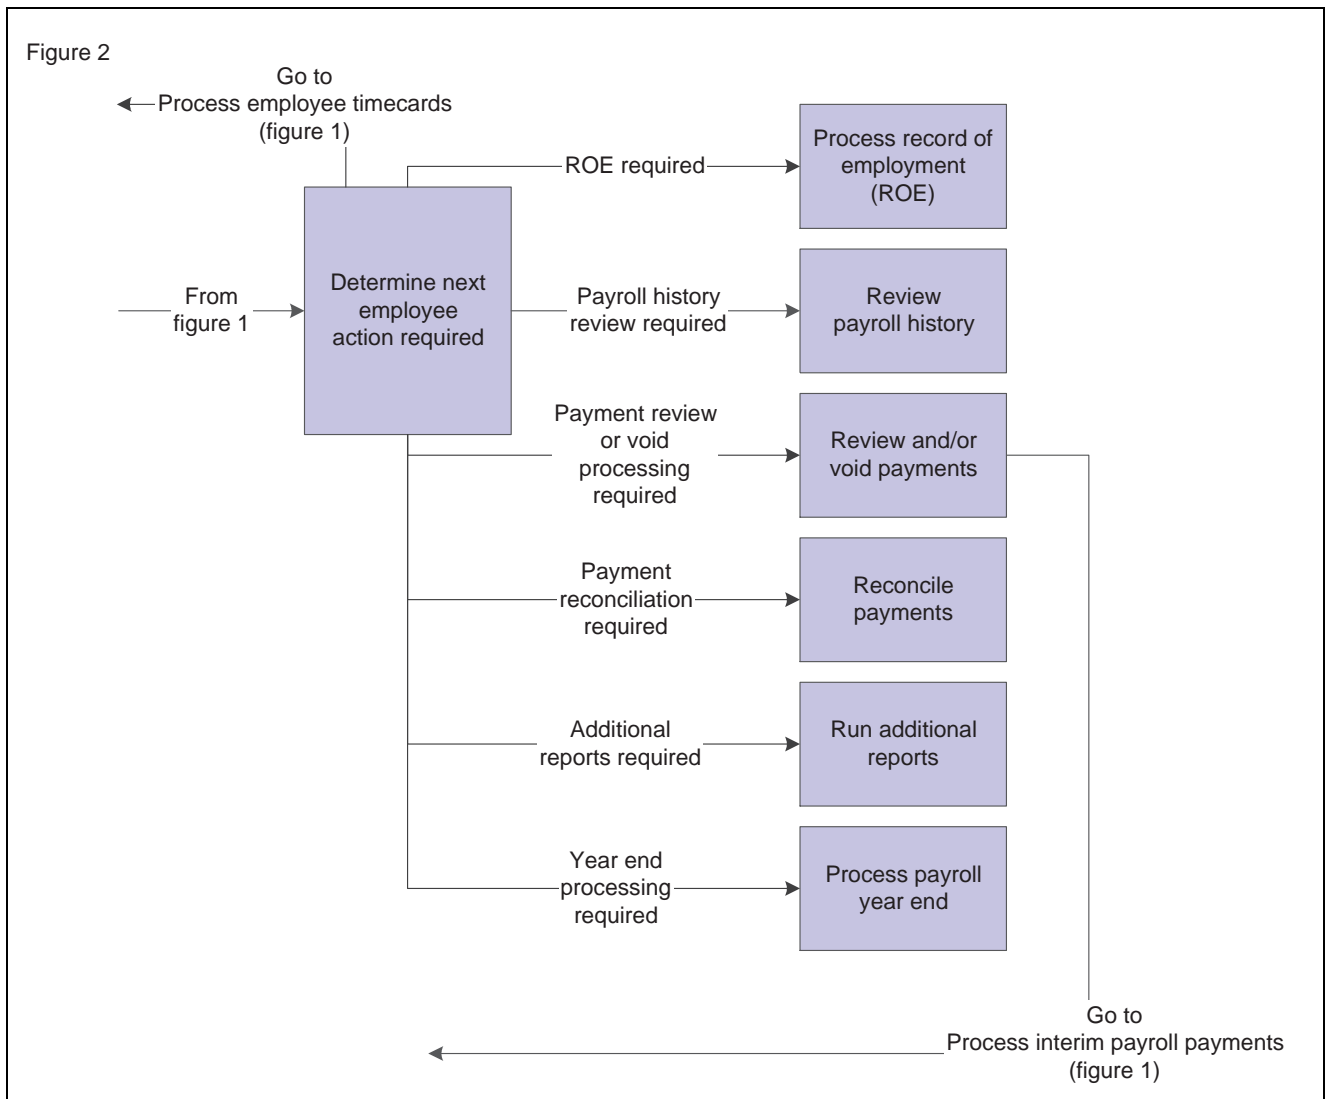 Figure 2
Go to
Process employee timecards
(figure 1)
ROE required
Process record of
employment
(ROE)
From
figure 1
Determine next
employee
action required
Payroll history
review required
Review
payroll history
Payment review
or void
processing
required
Review and/or
void payments
Payment
reconciliation
required
Reconcile
payments
Additional
reports required
Run additional
reports
Year end
processing
required
Process payroll
year end
Go to
Process interim payroll payments
(figure 1)